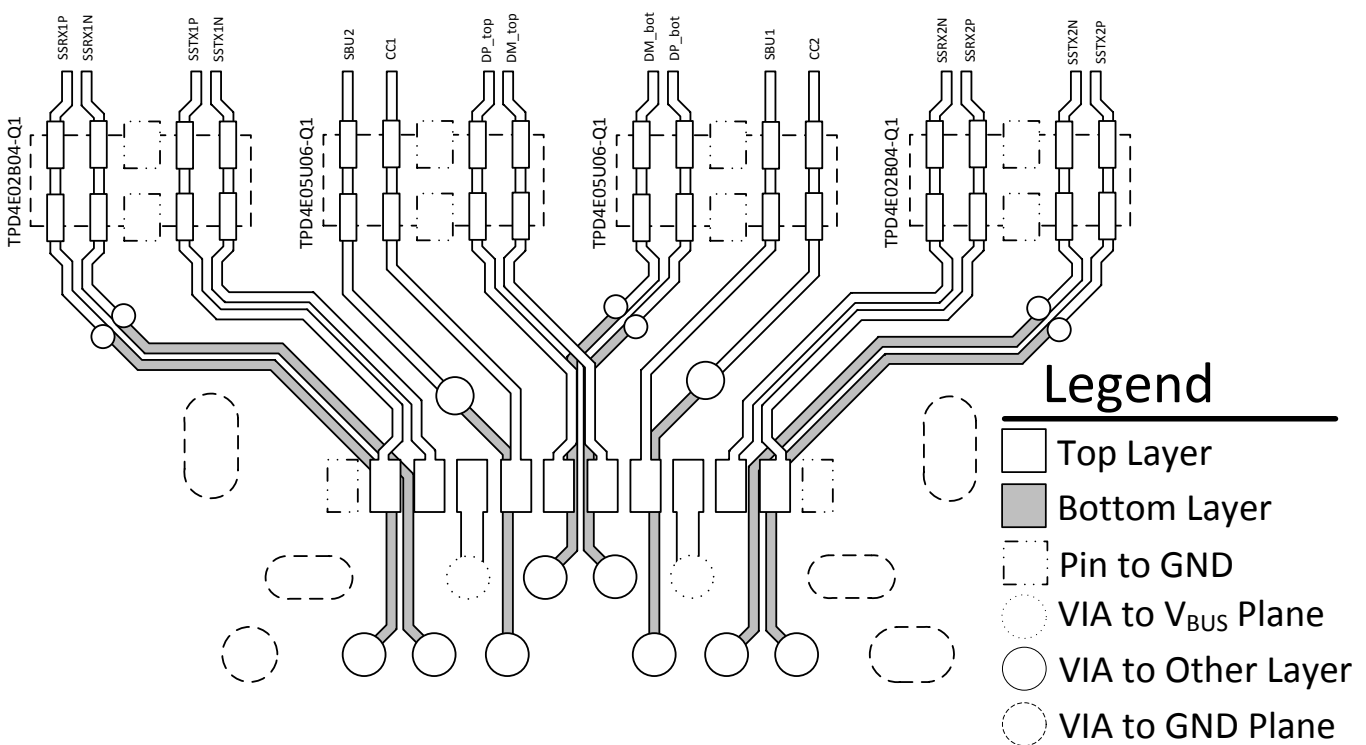 SSRX1P
SSRX1N
SSTX1P
SSTX1N
SBU2
CC1
DP_top
DM_top
DM_bot
DP_bot
SBU1
CC2
SSRX2N
SSRX2P
SSTX2N
SSTX2P
TPD4E02B04-Q1
TPD4E05U06-Q1
TPD4E05U06-Q1
TPD4E02B04-Q1
Legend
Top Layer
Bottom Layer
Pin to GND
VIA to VBUS Plane
VIA to Other Layer
VIA to GND Plane